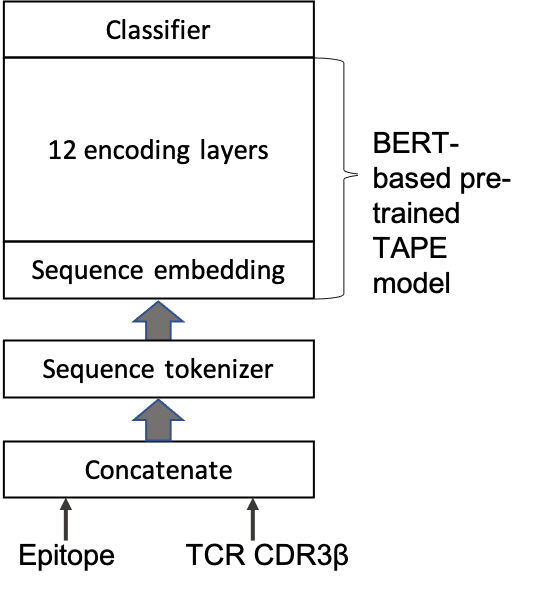 Classifier
12 encoding layers
BERT-
based pre-
trained
TAPE
model
Sequence embedding
Sequence tokenizer
Concatenate
Epitope
TCR CDR3β